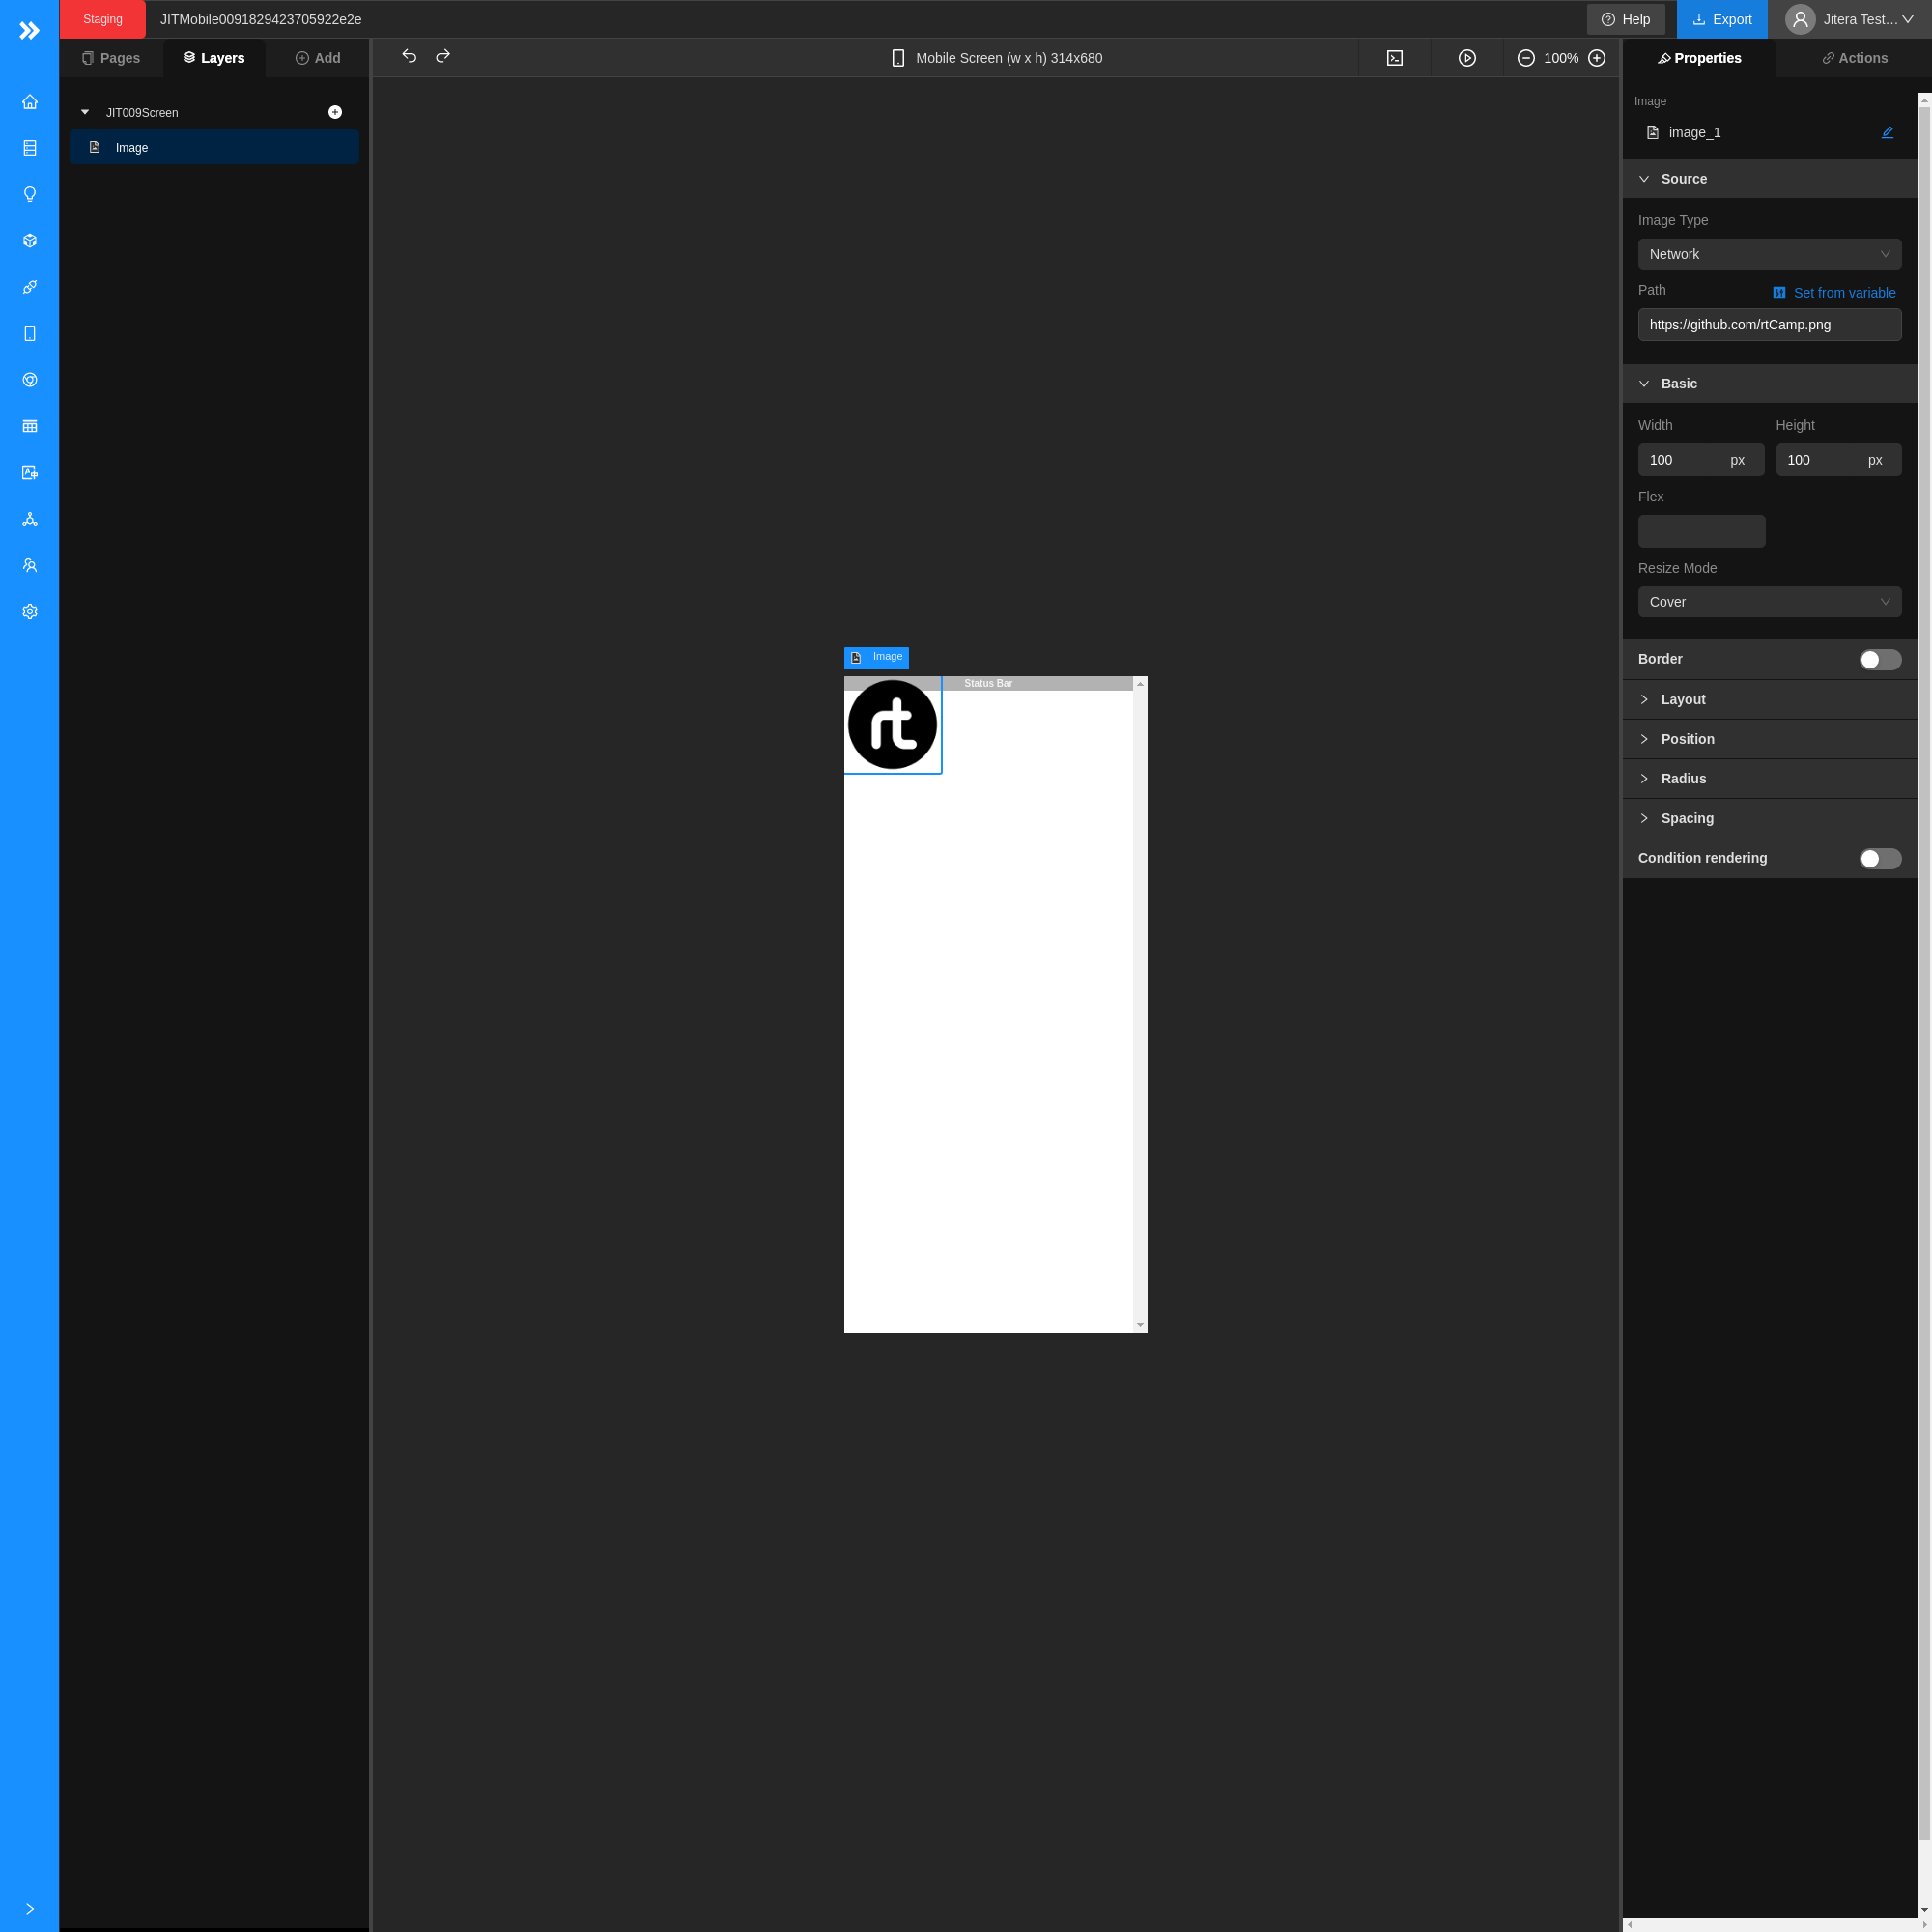 Staging
JITMobile0091829423705922e2e
Help
Export
Jitera Test…
Pages
Layers
Add
Mobile Screen (w x h) 314x680
100%
Properties
Actions
JIT009Screen
Image
Image
image_1
Source
Image Type
Network
Path
Set from variable
https://github.com/rtCamp.png
Basic
Width
Height
100 px
100 px
Flex
Resize Mode
Cover
Border
Layout
Position
Radius
Spacing
Condition rendering
Image
Status Bar
rt